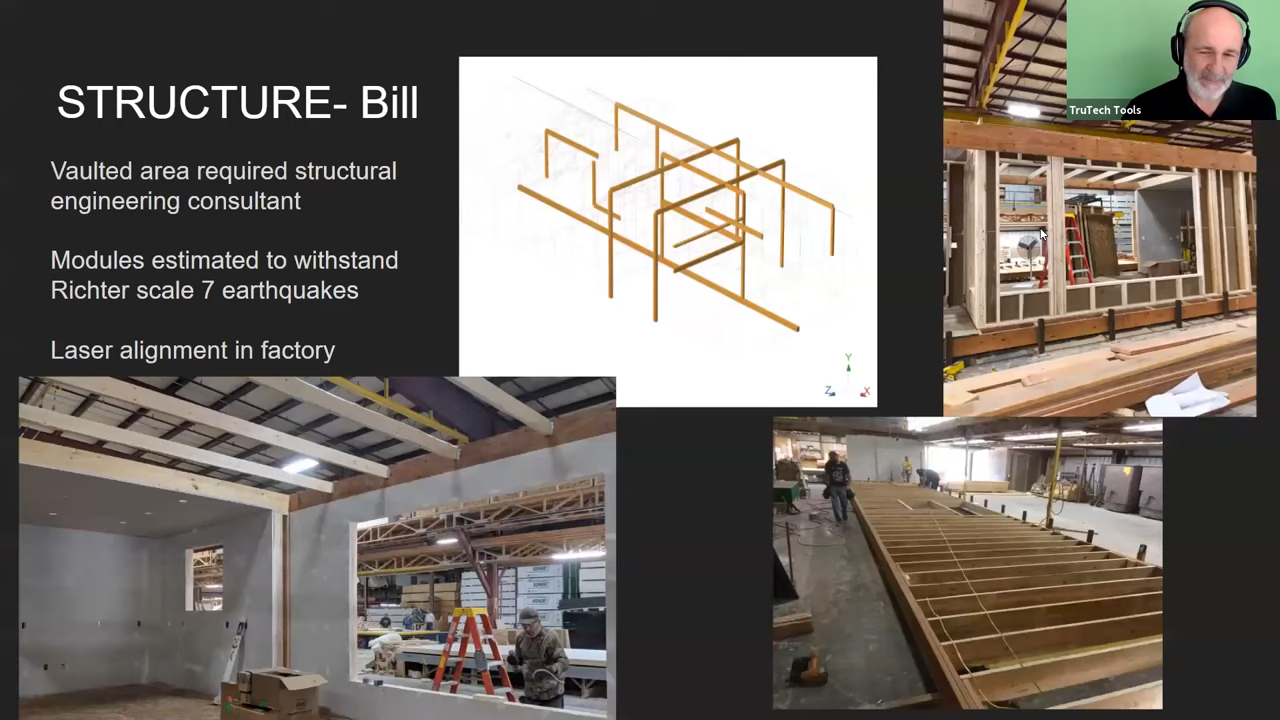 STRUCTURE- Bill
Vaulted area required structural
engineering consultant
Modules estimated to withstand
Richter scale 7 earthquakes
Laser alignment in factory
Y
Z
X
TruTech Tools